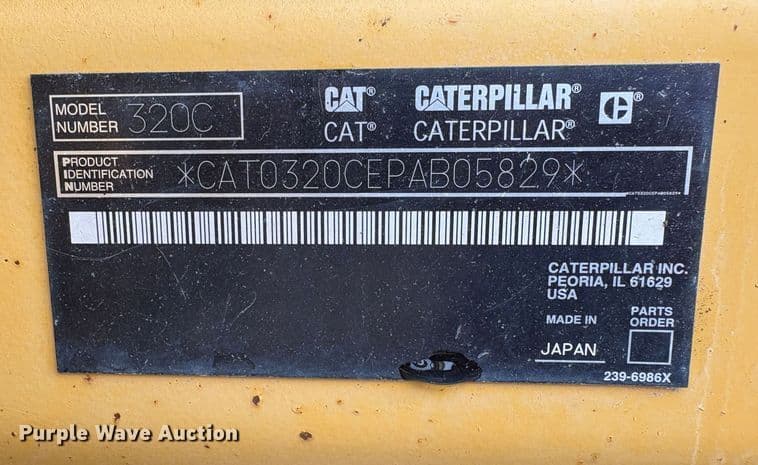 MODEL NUMBER 320C
CAT® CATERPILLAR® C®
CAT® CATERPILLAR®
PRODUCT IDENTIFICATION NUMBER *CAT0320CEPAB05829*
*CAT0320CEPAB05829*
CATERPILLAR INC.
PEORIA, IL 61629
USA
MADE IN JAPAN
PARTS ORDER
239-6986X
Purple Wave Auction